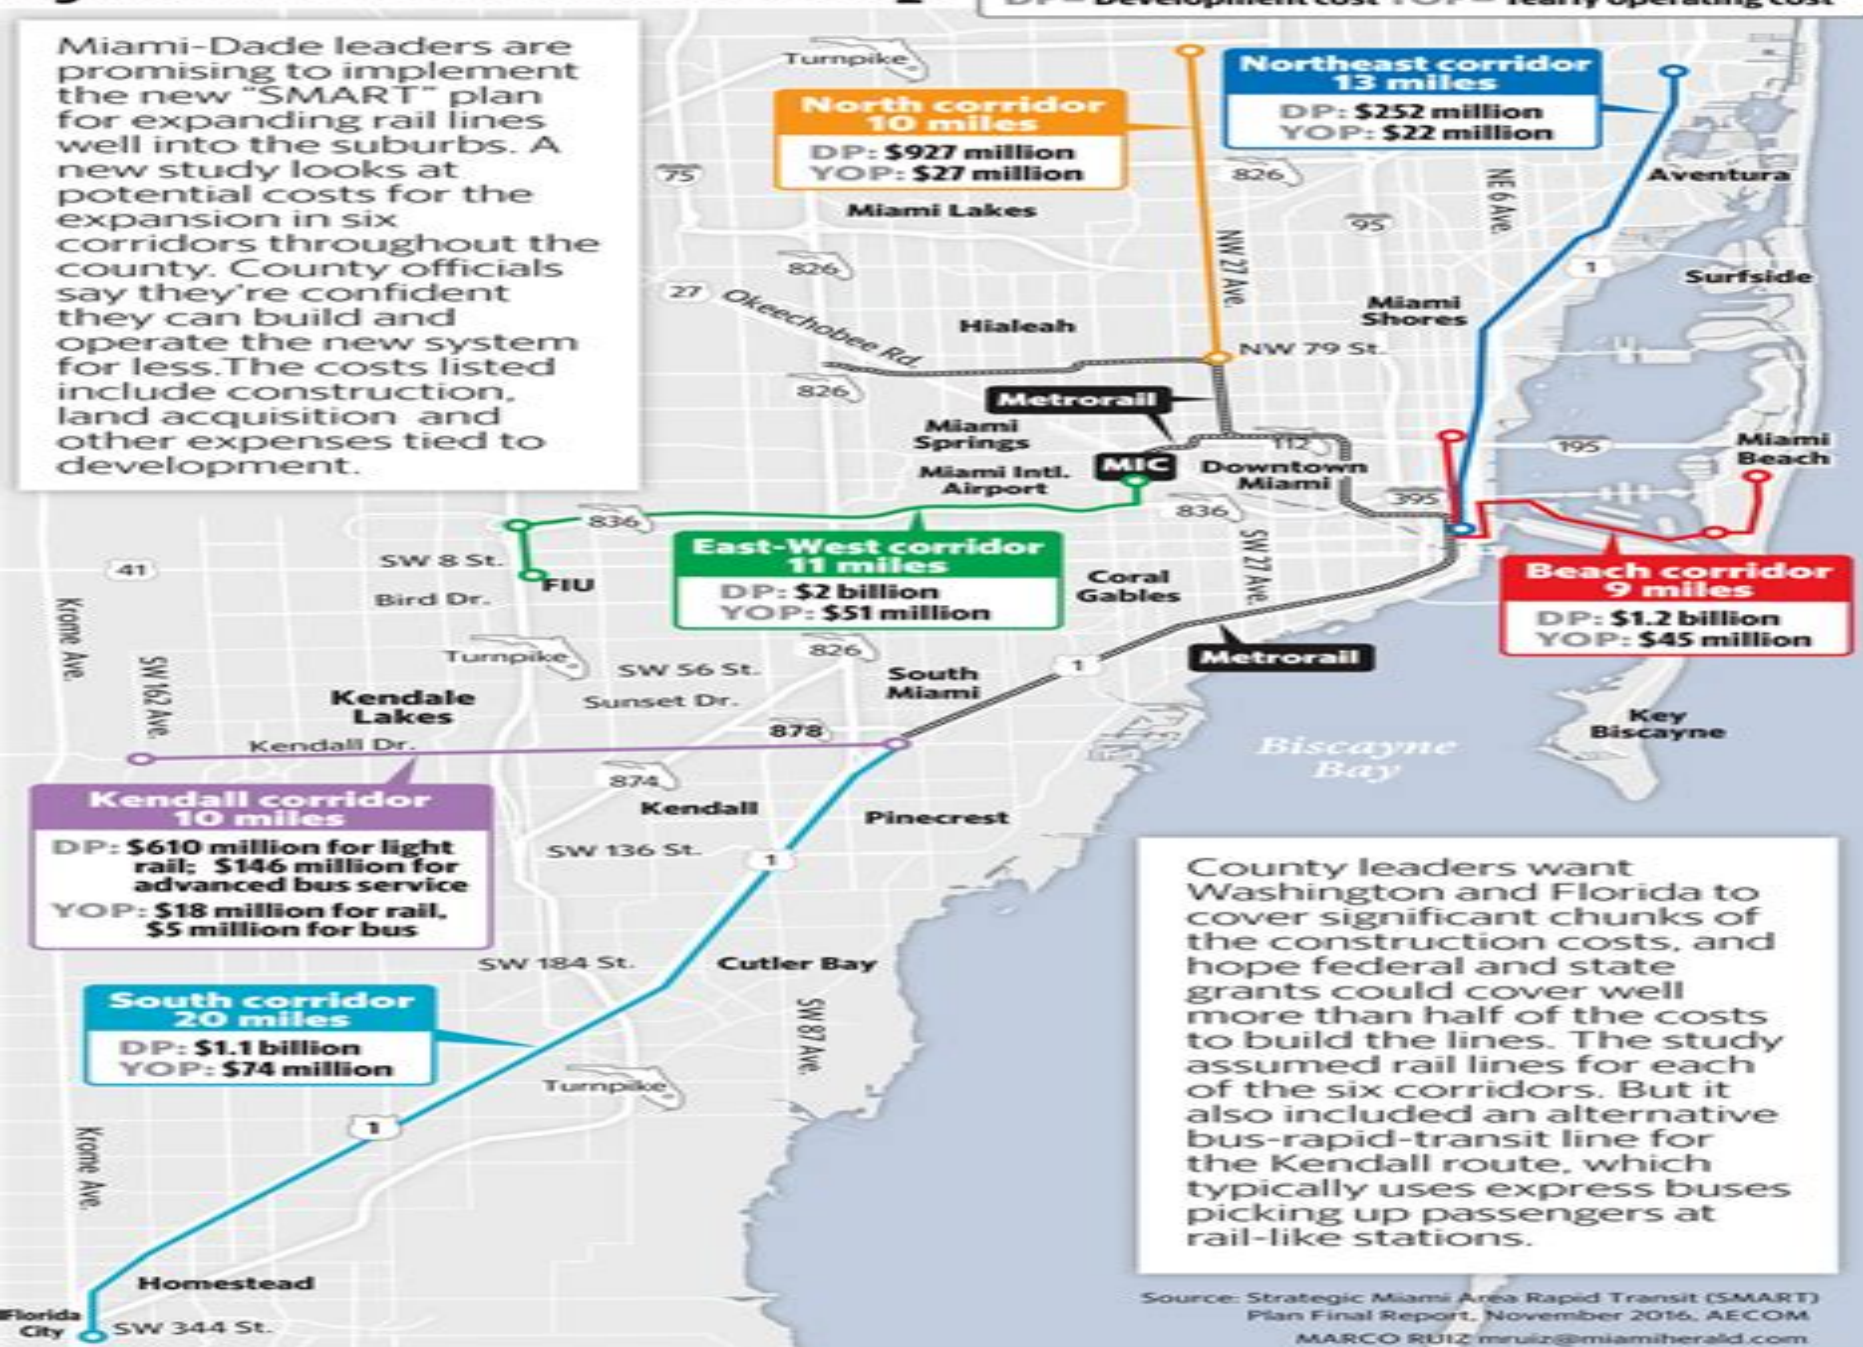 DP= Development cost YOP= Yearly operating cost
Miami-Dade leaders are
promising to implement
the new "SMART" plan
for expanding rail lines
well into the suburbs. A
new study looks at
potential costs for the
expansion in six
corridors throughout the
county. County officials
say they're confident
they can build and
operate the new system
for less.The costs listed
include construction,
land acquisition and
other expenses tied to
development.
Turnpike
North corridor
10 miles
DP: $927 million
YOP: $27 million
Northeast corridor
13 miles
DP: $252 million
YOP: $22 million
75
826
Miami Lakes
95
NE 6 Ave.
Aventura
NW 27 Ave.
826
27
Okeechobee Rd.
Hialeah
Miami
Shores
1
Surfside
NW 79 St.
826
Metrorail
Miami
Springs
112
195
Miami
Beach
MIC
Miami Intl.
Airport
Downtown
Miami
395
836
836
SW 27 Ave.
East-West corridor
11 miles
DP: $2 billion
YOP: $51 million
41
SW 8 St.
FIU
Bird Dr.
Coral
Gables
Beach corridor
9 miles
DP: $1.2 billion
YOP: $45 million
Krome Ave.
SW 162 Ave.
Turnpike
SW 56 St.
826
South
Miami
1
Metrorail
Kendale
Lakes
Sunset Dr.
878
Key
Biscayne
Kendall Dr.
Biscayne
Bay
874
Kendall
Pinecrest
Kendall corridor
10 miles
DP: $610 million for light
rail; $146 million for
advanced bus service
YOP: $18 million for rail,
$5 million for bus
SW 136 St.
1
SW 184 St.
Cutler Bay
SW 87 Ave.
South corridor
20 miles
DP: $1.1 billion
YOP: $74 million
Turnpike
1
Krome Ave.
Homestead
Florida
City
SW 344 St.
County leaders want
Washington and Florida to
cover significant chunks of
the construction costs, and
hope federal and state
grants could cover well
more than half of the costs
to build the lines. The study
assumed rail lines for each
of the six corridors. But it
also included an alternative
bus-rapid-transit line for
the Kendall route, which
typically uses express buses
picking up passengers at
rail-like stations.
Source: Strategic Miami Area Rapid Transit (SMART)
Plan Final Report, November 2016, AECOM
MARCO RUIZ mruiz@miamiherald.com